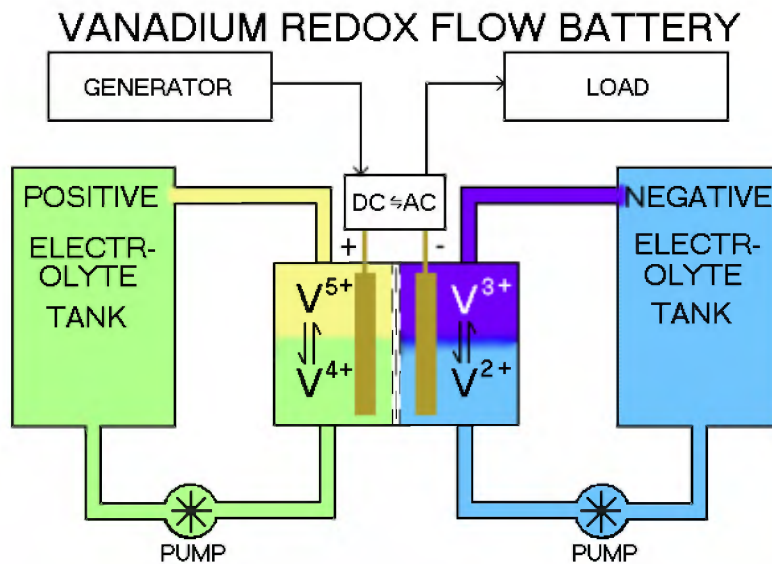 VANADIUM REDOX FLOW BATTERY
GENERATOR
LOAD
DC ⇋ AC
+
-
POSITIVE
ELECTR-
OLYTE
TANK
V⁵⁺
V⁴⁺
V³⁺
V²⁺
NEGATIVE
ELECTR-
OLYTE
TANK
PUMP
PUMP